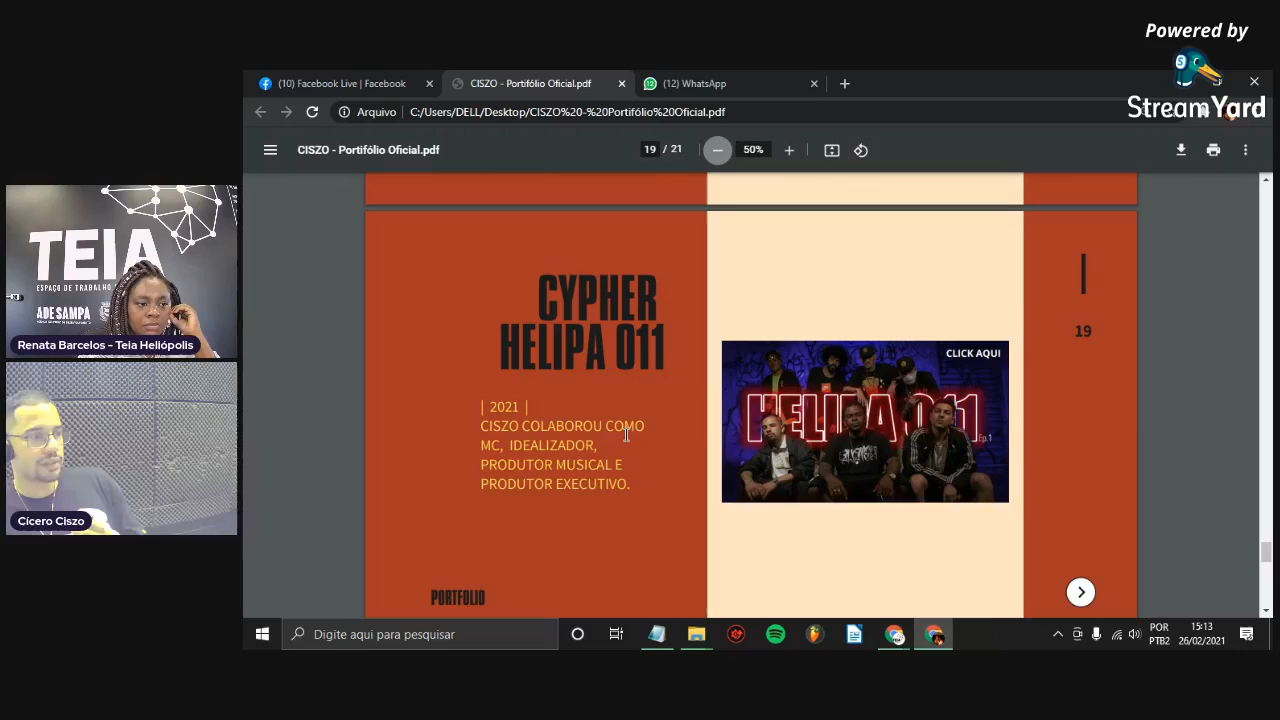 Powered by
StreamYard
(10) Facebook Live | Facebook
CISZO - Portifólio Oficial.pdf
(12) WhatsApp
Arquivo
C:/Users/DELL/Desktop/CISZO%20-%20Portifólio%20Oficial.pdf
CISZO - Portifólio Oficial.pdf
19 / 21
50%
TEIA
ESPAÇO DE TRABALHO
ADE SAMPA
Renata Barcelos - Teia Heliópolis
Cícero Ciszo
CYPHER
HELIPA 011
| 2021 |
CISZO COLABOROU COMO
MC, IDEALIZADOR,
PRODUTOR MUSICAL E
PRODUTOR EXECUTIVO.
PORTFOLIO
CLICK AQUI
HELIPA 011
Ep.1
19
Digite aqui para pesquisar
POR
PTB2
15:13
26/02/2021